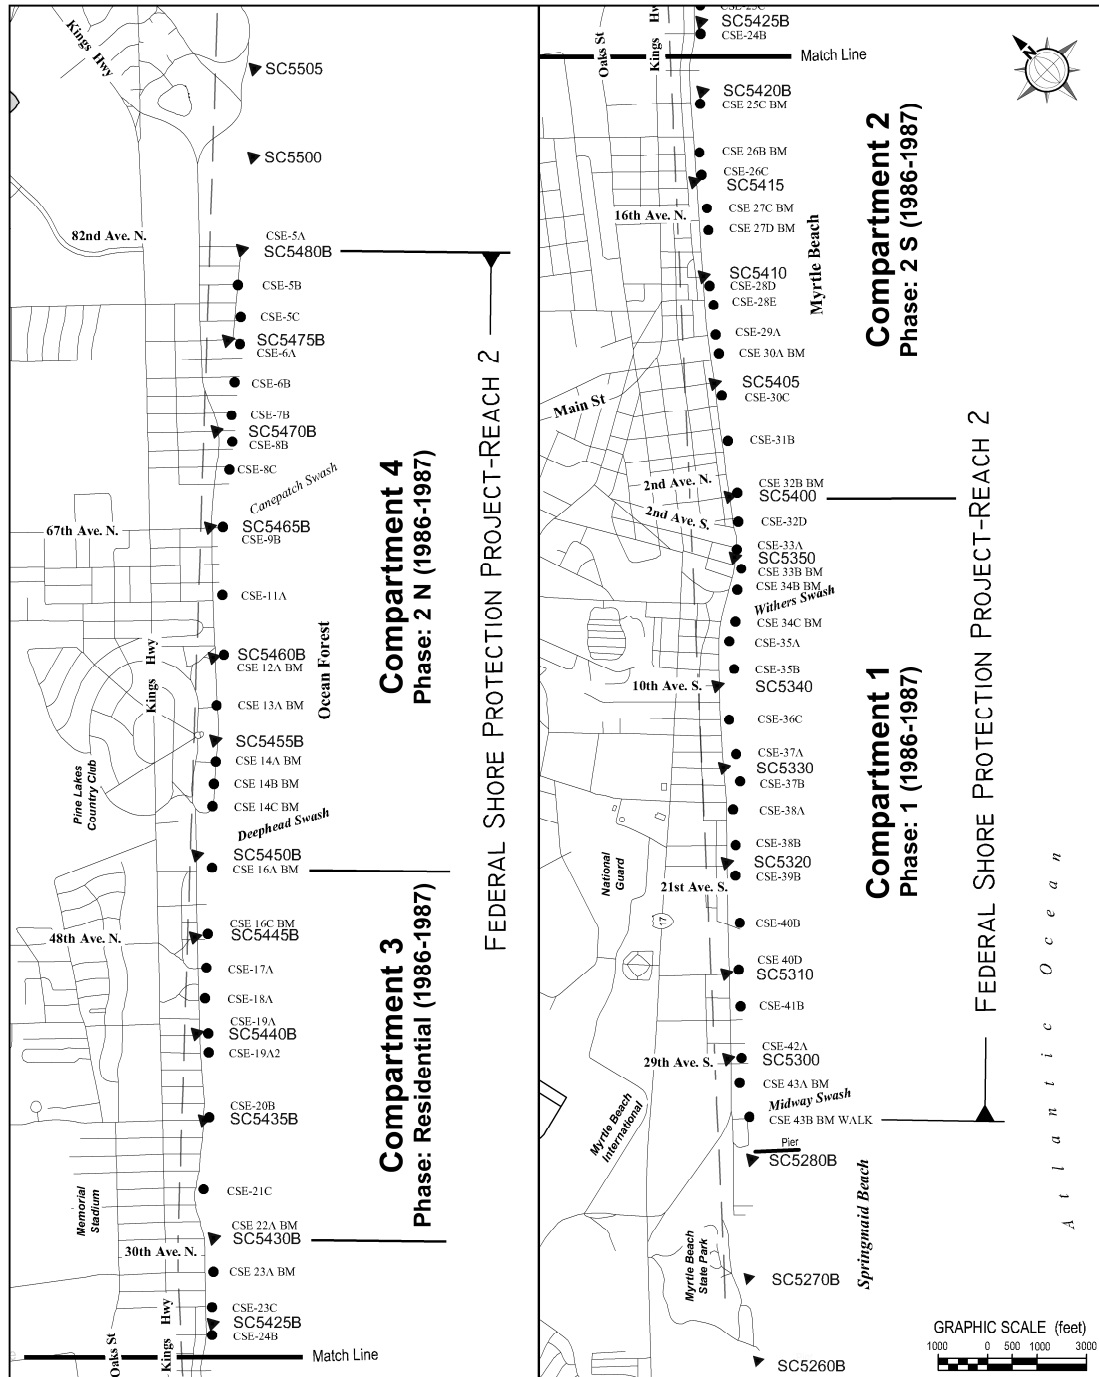 Kings Hwy
SC5505
SC5500
82nd Ave. N.
CSE-5A
SC5480B
CSE-5B
CSE-5C
SC5475B
CSE-6A
CSE-6B
CSE-7B
SC5470B
CSE-8B
CSE-8C
Canepatch Swash
67th Ave. N.
SC5465B
CSE-9B
CSE-11A
Kings Hwy
SC5460B
CSE 12A BM
Ocean Forest
CSE 13A BM
SC5455B
CSE 14A BM
CSE 14B BM
CSE 14C BM
Pine Lakes
Country Club
Deephead Swash
SC5450B
CSE 16A BM
Compartment 4
Phase: 2 N (1986-1987)
FEDERAL SHORE PROTECTION PROJECT-REACH 2
CSE 16C BM
48th Ave. N.
SC5445B
CSE-17A
CSE-18A
CSE-19A
SC5440B
CSE-19A2
CSE-20B
SC5435B
CSE-21C
Memorial
Stadium
CSE 22A BM
SC5430B
30th Ave. N.
CSE 23A BM
CSE-23C
SC5425B
CSE-24B
Compartment 3
Phase: Residential (1986-1987)
Oaks St
Kings Hwy
Match Line
CSE-23C
SC5425B
CSE-24B
Oaks St
Kings Hwy
Match Line
N
SC5420B
CSE 25C BM
CSE 26B BM
CSE-26C
SC5415
16th Ave. N.
CSE 27C BM
CSE 27D BM
Myrtle Beach
SC5410
CSE-28D
CSE-28E
CSE-29A
CSE 30A BM
SC5405
CSE-30C
Main St
CSE-31B
Compartment 2
Phase: 2 S (1986-1987)
2nd Ave. N.
CSE 32B BM
SC5400
2nd Ave. S.
CSE-32D
CSE-33A
SC5350
CSE 33B BM
CSE 34B BM
Withers Swash
CSE 34C BM
CSE-35A
CSE-35B
10th Ave. S.
SC5340
CSE-36C
CSE-37A
SC5330
CSE-37B
CSE-38A
CSE-38B
SC5320
CSE-39B
National
Guard
21st Ave. S.
17
CSE-40B
CSE 40D
SC5310
CSE-41B
CSE-42A
SC5300
29th Ave. S.
CSE 43A BM
Midway Swash
CSE 43B BM WALK
Compartment 1
Phase: 1 (1986-1987)
FEDERAL SHORE PROTECTION PROJECT-REACH 2
Atlantic Ocean
Myrtle Beach
International
Pier
SC5280B
Springmaid Beach
Myrtle Beach
State Park
SC5270B
SC5260B
GRAPHIC SCALE (feet)
1000 0 500 1000 3000